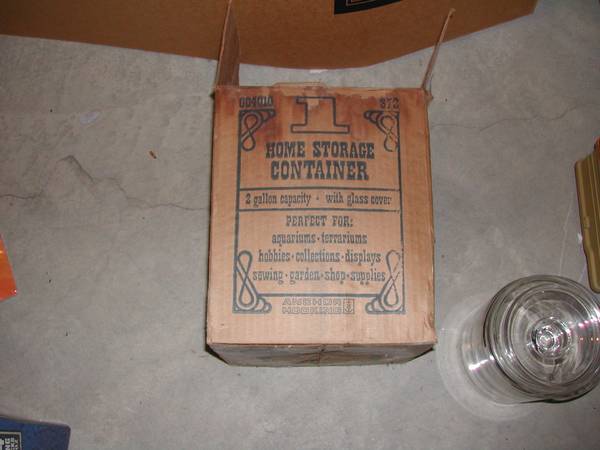 004010 1 872
HOME STORAGE
CONTAINER
2 gallon capacity • with glass cover
PERFECT FOR:
aquariums • terrariums
hobbies • collections • displays
sewing • garden • shop • supplies
ANCHOR
HOCKING